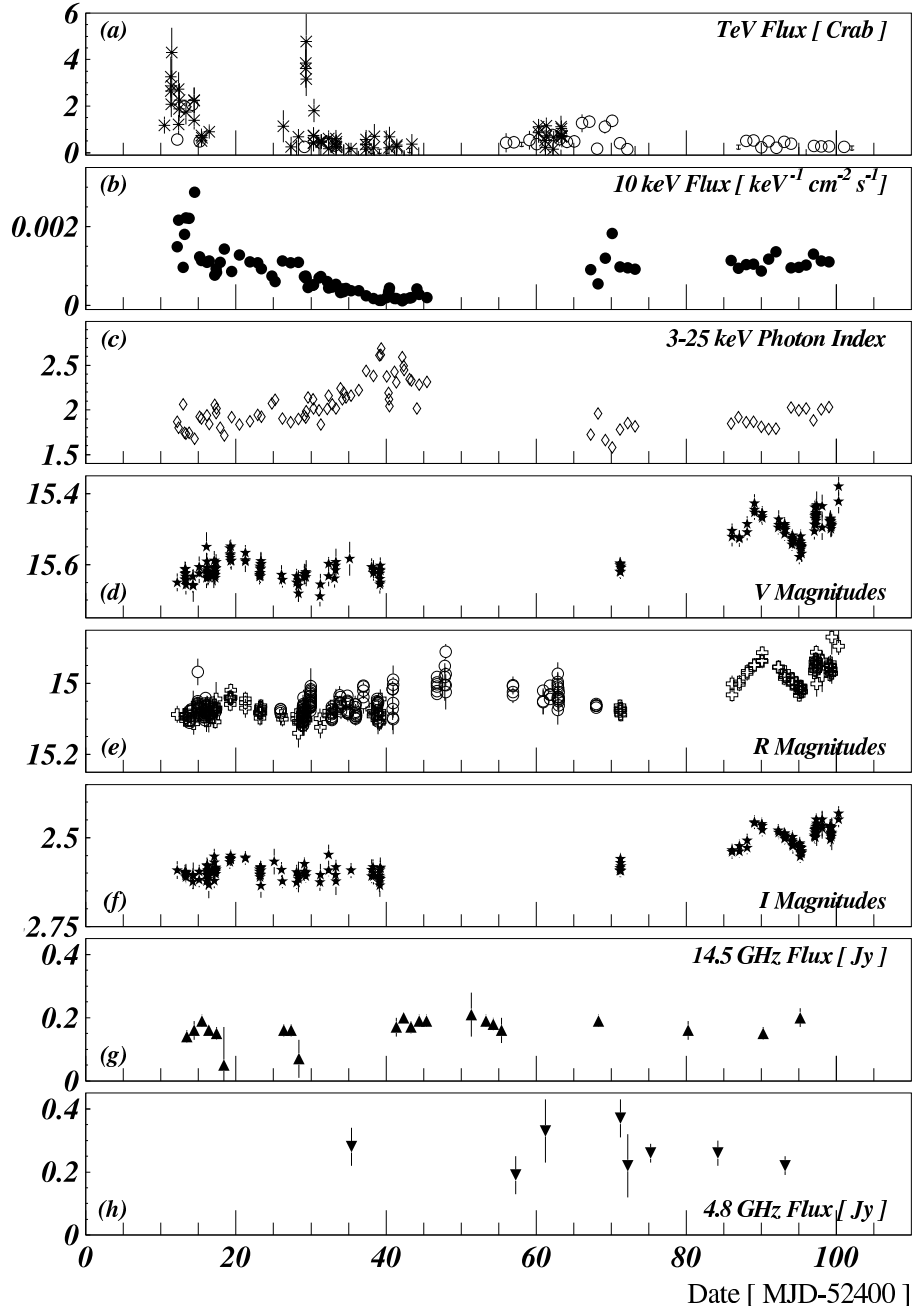 6
4
2
0
(a)
TeV Flux [ Crab ]
0.002
0
(b)
10 keV Flux [ keV⁻¹ cm⁻² s⁻¹]
2.5
2
1.5
(c)
3-25 keV Photon Index
15.4
15.6
(d)
V Magnitudes
15
15.2
(e)
R Magnitudes
2.5
2.75
(f)
I Magnitudes
0.4
0.2
0
(g)
14.5 GHz Flux [ Jy ]
0.4
0.2
0
(h)
4.8 GHz Flux [ Jy ]
0 20 40 60 80 100
Date [ MJD-52400 ]